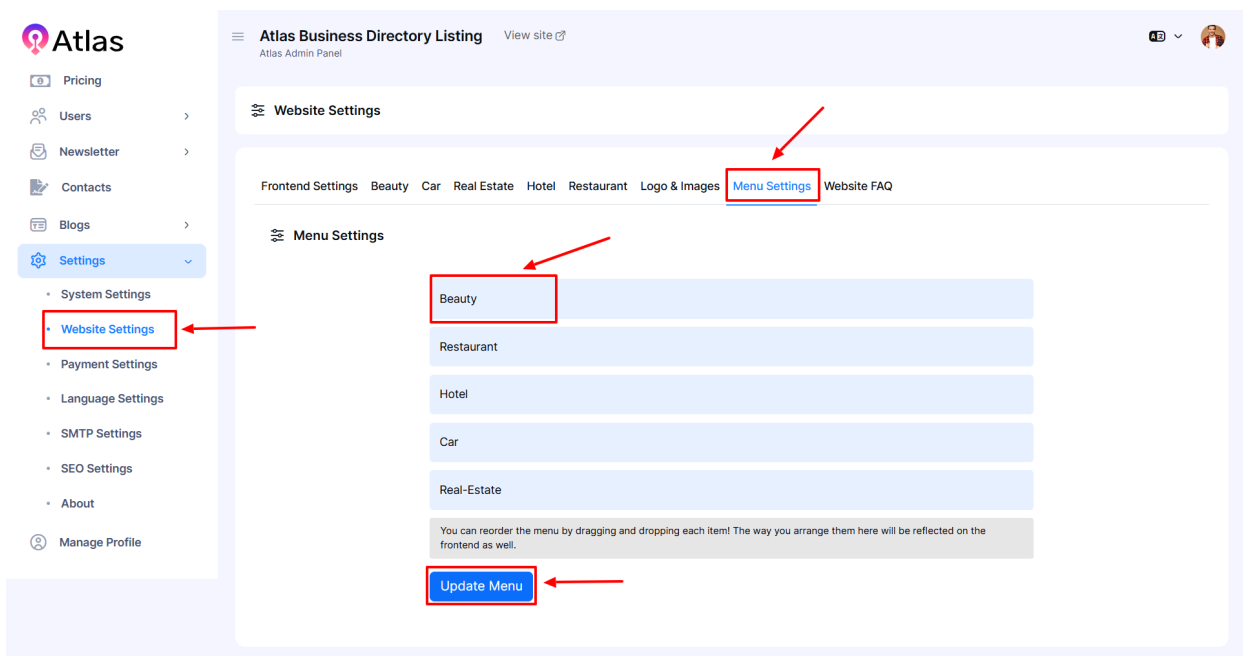 Atlas
Pricing
Users
Newsletter
Contacts
Blogs
Settings
System Settings
Website Settings
Payment Settings
Language Settings
SMTP Settings
SEO Settings
About
Manage Profile
Atlas Business Directory Listing View site
Atlas Admin Panel
Website Settings
Frontend Settings Beauty Car Real Estate Hotel Restaurant Logo & Images Menu Settings Website FAQ
Menu Settings
Beauty
Restaurant
Hotel
Car
Real-Estate
You can reorder the menu by dragging and dropping each item! The way you arrange them here will be reflected on the
frontend as well.
Update Menu